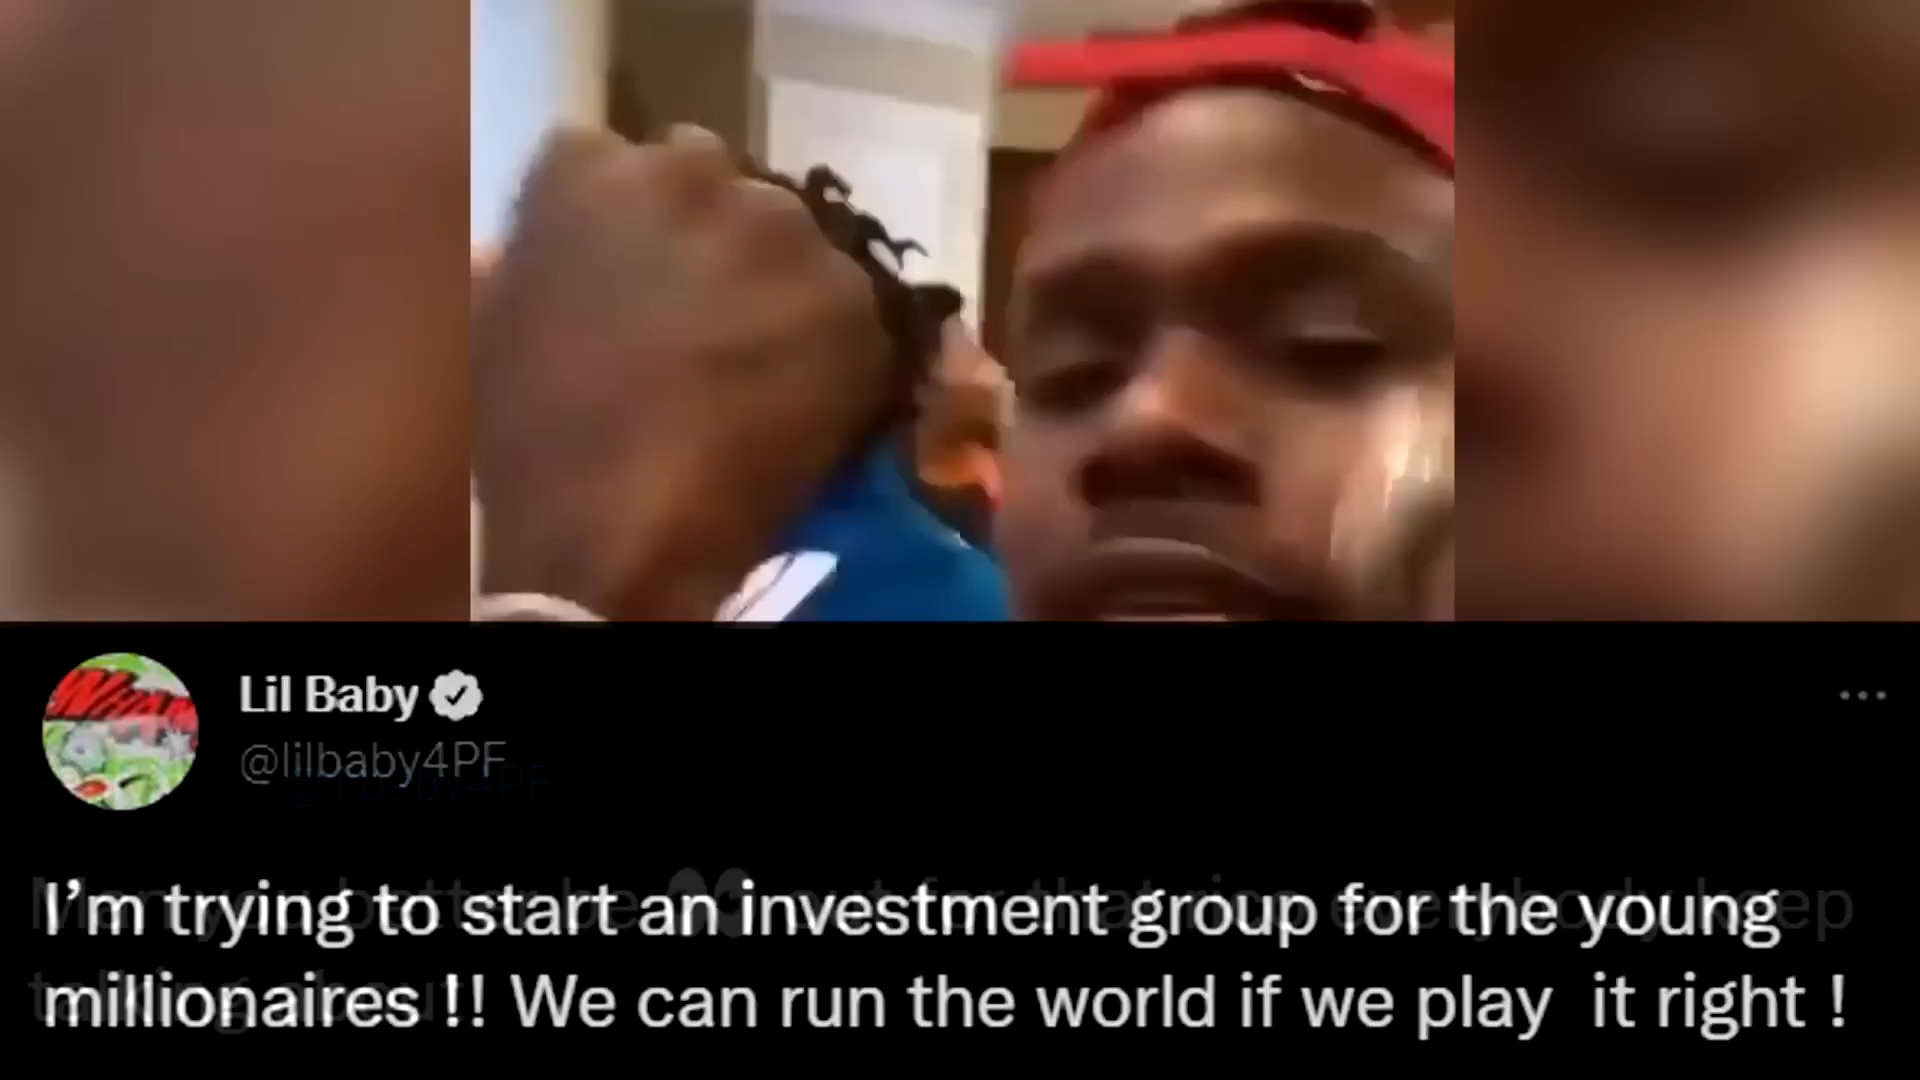 Lil Baby
@lilbaby4PF
I’m trying to start an investment group for the young
millionaires !! We can run the world if we play it right !